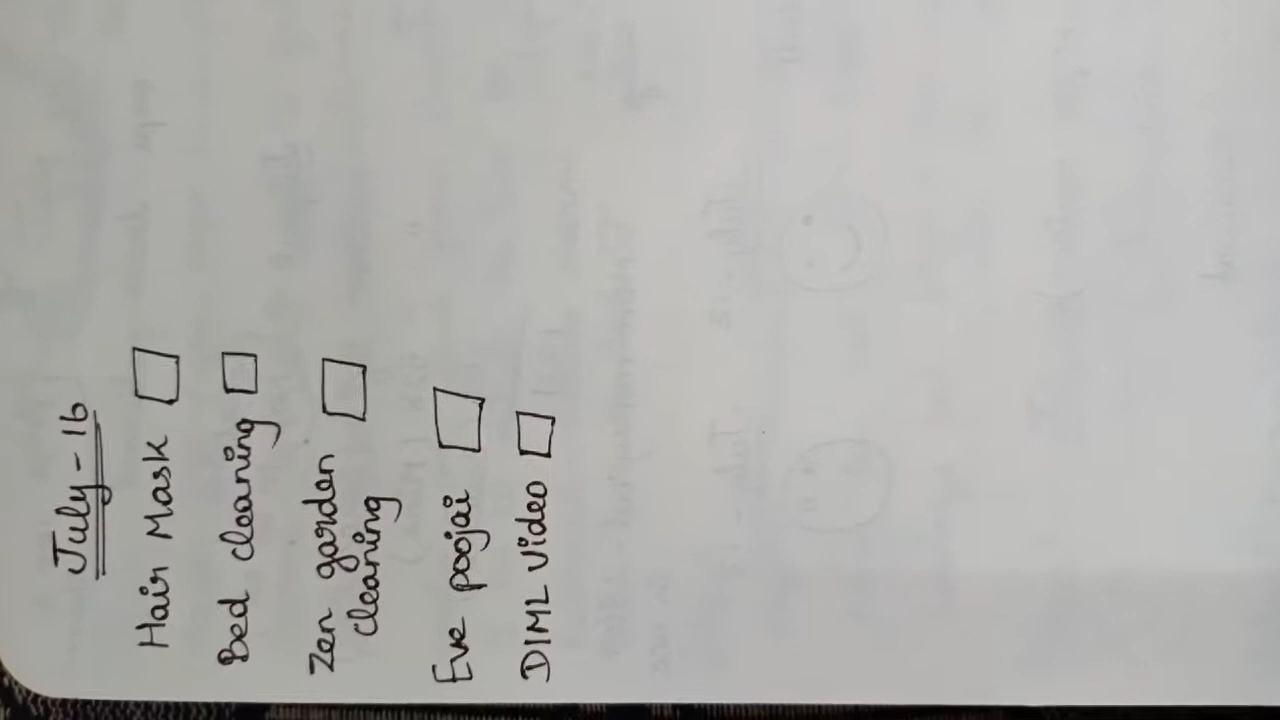 July - 16
Hair Mask
Bed cleaning
Zen garden
cleaning
Eve poojai
DIML Video